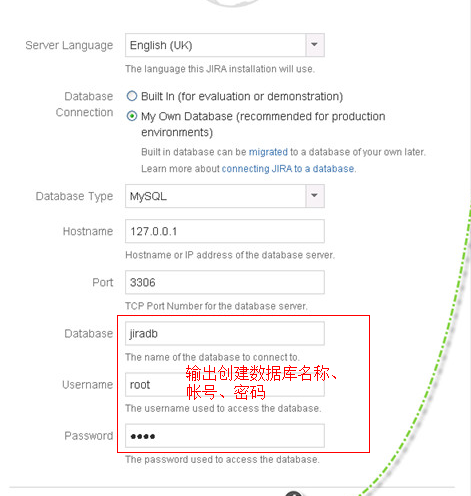 Server Language
English (UK)
The language this JIRA installation will use.
Database Connection
Built In (for evaluation or demonstration)
My Own Database (recommended for production
environments)
Built in database can be migrated to a database of your own later.
Learn more about connecting JIRA to a database.
Database Type
MySQL
Hostname
127.0.0.1
Hostname or IP address of the database server.
Port
3306
TCP Port Number for the database server.
Database
jiradb
The name of the database to connect to.
Username
root
输出创建数据库名称、
帐号、密码
The username used to access the database.
Password
●●●●
The password used to access the database.